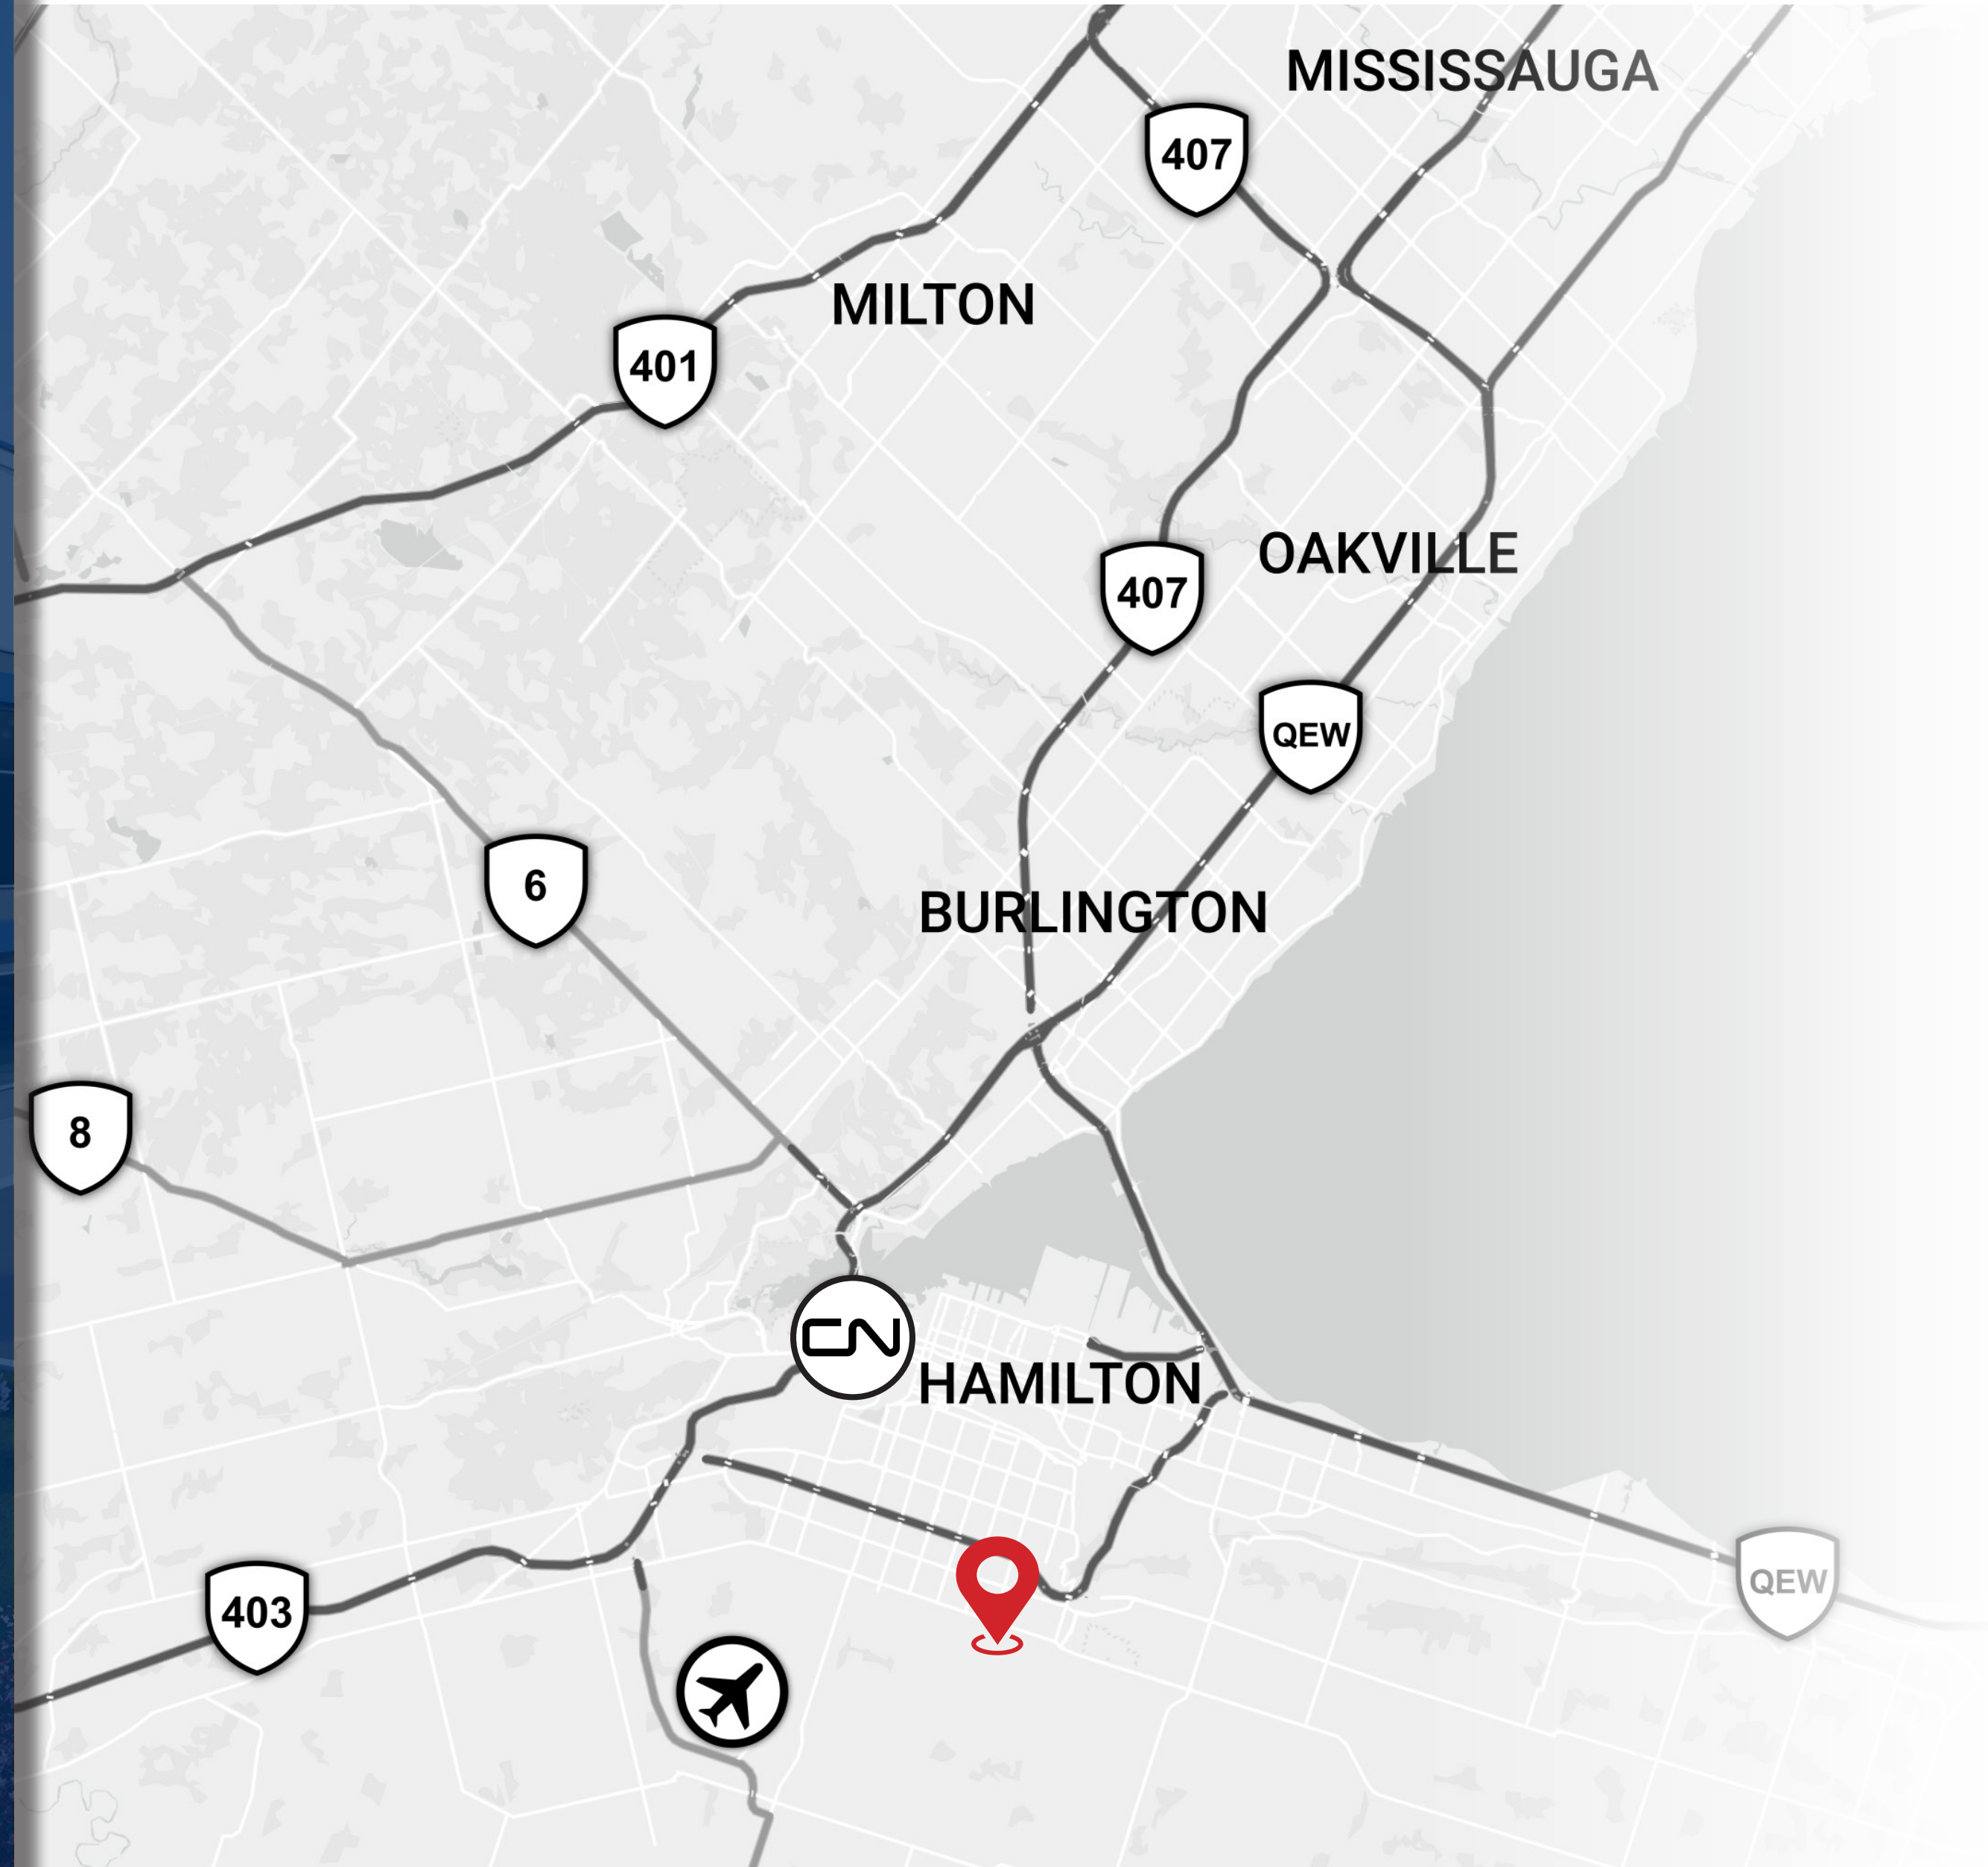 MISSISSAUGA
407
MILTON
401
OAKVILLE
407
QEW
6
BURLINGTON
8
CN
HAMILTON
QEW
403